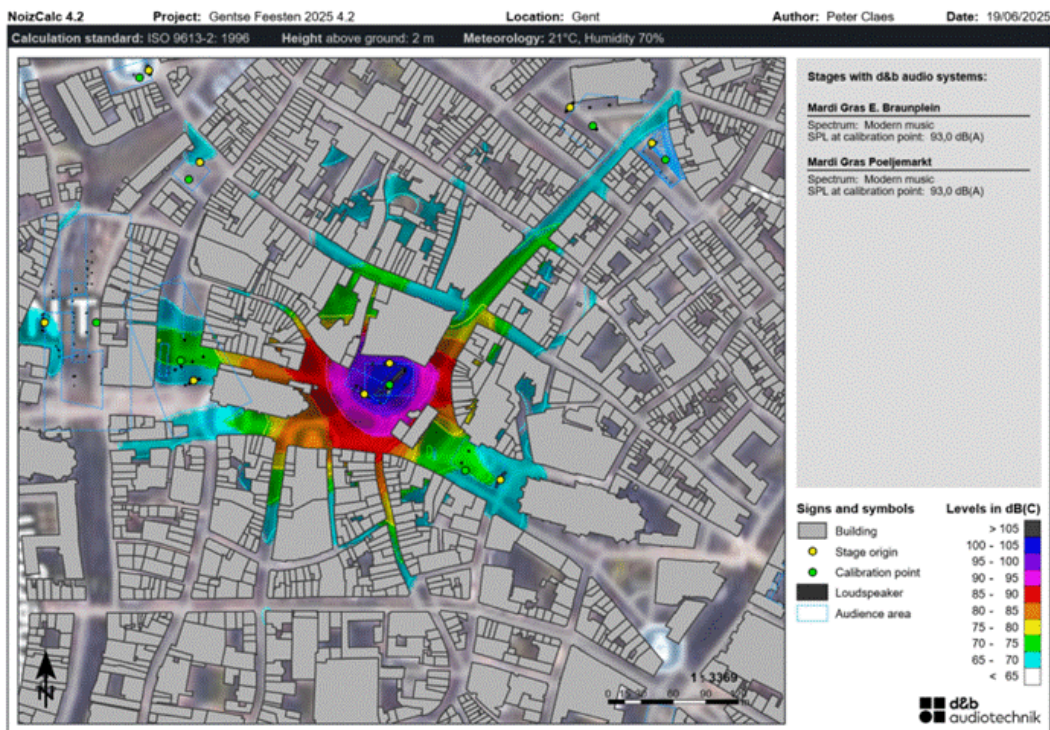 NoizCalc 4.2 Project: Gentse Feesten 2025 4.2 Location: Gent Author: Peter Claes Date: 19/06/2025
Calculation standard: ISO 9613-2: 1996 Height above ground: 2 m Meteorology: 21°C, Humidity 70%
Stages with d&b audio systems:
Mardi Gras E. Braunplein
Spectrum: Modern music
SPL at calibration point: 93,0 dB(A)
Mardi Gras Poeljemarkt
Spectrum: Modern music
SPL at calibration point: 93,0 dB(A)
Signs and symbols
Building
Stage origin
Calibration point
Loudspeaker
Audience area
Levels in dB(C)
> 105
100 - 105
95 - 100
90 - 95
85 - 90
80 - 85
75 - 80
70 - 75
65 - 70
< 65
N
3369
0 60 90
d&b
audiotechnik